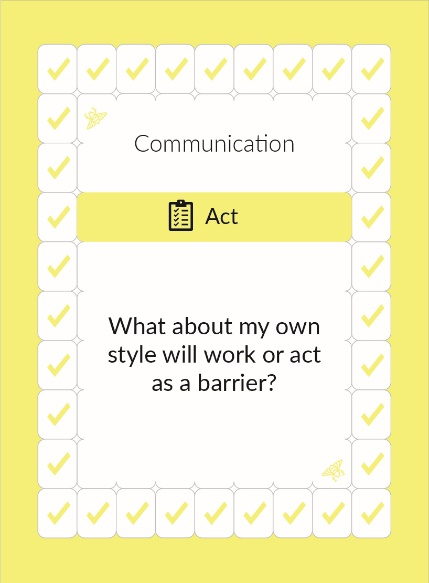 Communication
Act
What about my own
style will work or act
as a barrier?